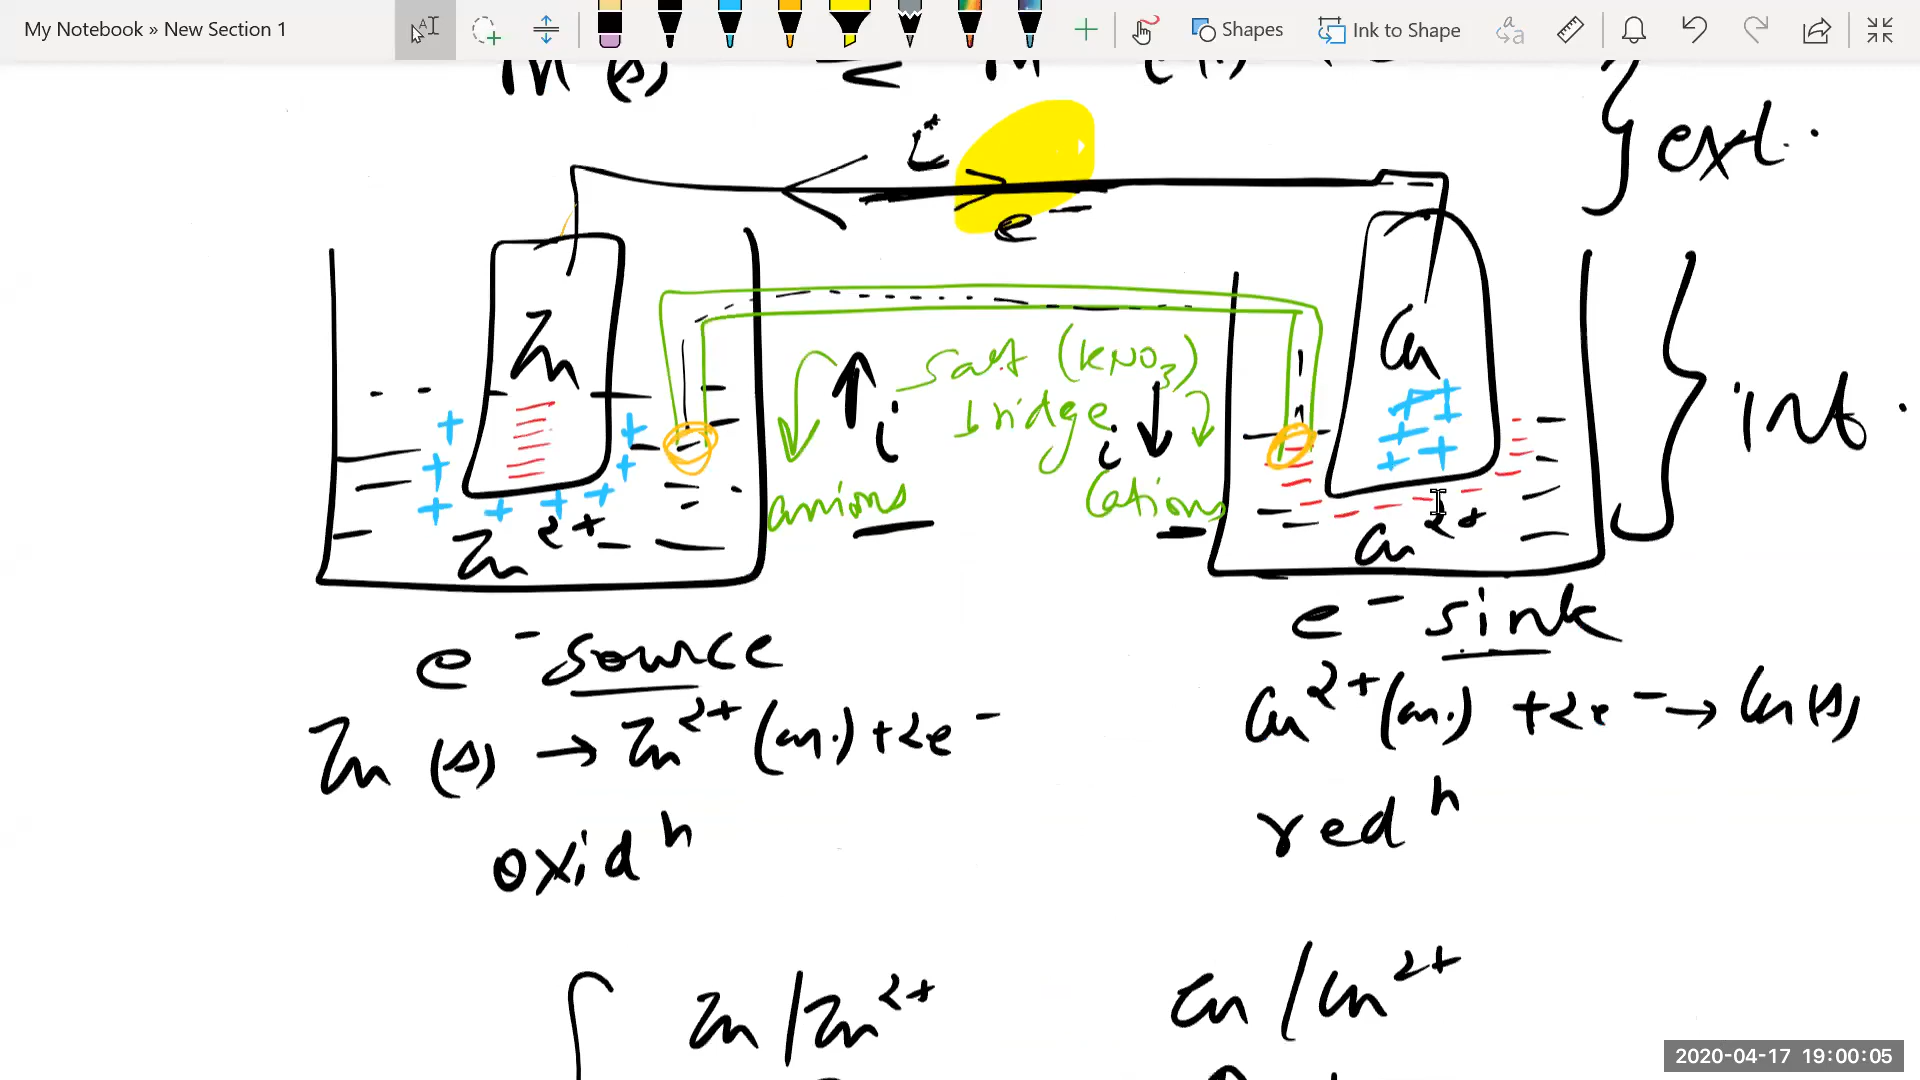 My Notebook » New Section 1
Shapes
Ink to Shape
M (s)
ext.
i
e⁻
Zn
Cu
Salt (KNO₃)
bridge
i
i
anions
Cations
int.
Zn²⁺
Cu²⁺
e⁻ source
e⁻ sink
Zn (s) → Zn²⁺ (aq.) + 2e⁻
Cu²⁺ (aq.) + 2e⁻ → Cu(s)
oxidⁿ
redⁿ
Zn / Zn²⁺
Cu / Cu²⁺
2020-04-17 19:00:05